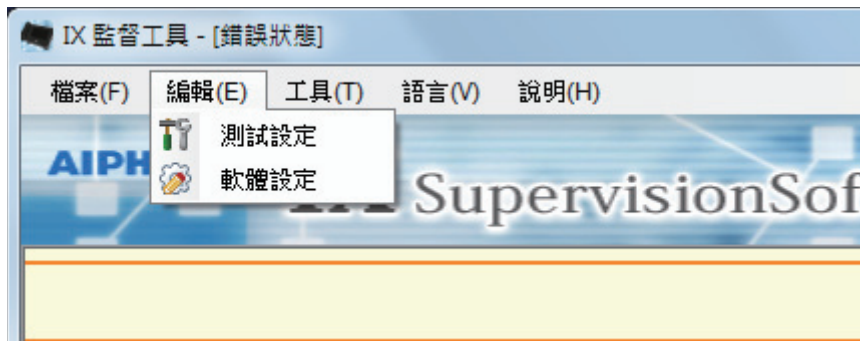 IX 監督工具 - [錯誤狀態]
檔案(F) 編輯(E) 工具(T) 語言(V) 說明(H)
測試設定
軟體設定
AIPH
SupervisionSof